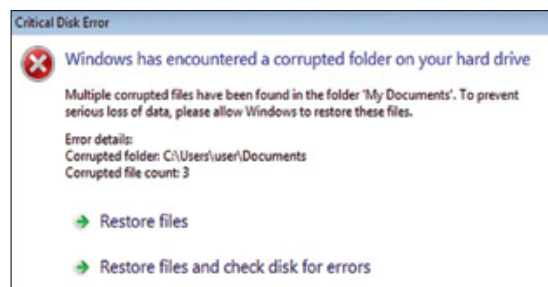 Critical Disk Error
Windows has encountered a corrupted folder on your hard drive
Multiple corrupted files have been found in the folder 'My Documents'. To prevent
serious loss of data, please allow Windows to restore these files.
Error details:
Corrupted folder: C:\Users\user\Documents
Corrupted file count: 3
Restore files
Restore files and check disk for errors